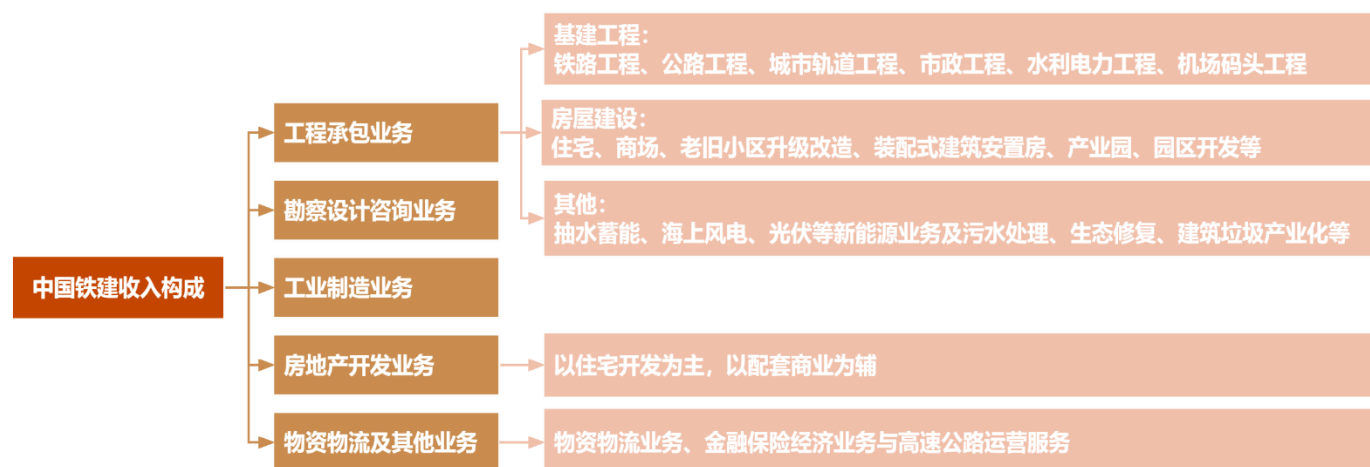 中国铁建收入构成
工程承包业务
基建工程：
铁路工程、公路工程、城市轨道工程、市政工程、水利电力工程、机场码头工程
房屋建设：
住宅、商场、老旧小区升级改造、装配式建筑安置房、产业园、园区开发等
其他：
抽水蓄能、海上风电、光伏等新能源业务及污水处理、生态修复、建筑垃圾产业化等
勘察设计咨询业务
工业制造业务
房地产开发业务
以住宅开发为主，以配套商业为辅
物资物流及其他业务
物资物流业务、金融保险经济业务与高速公路运营服务